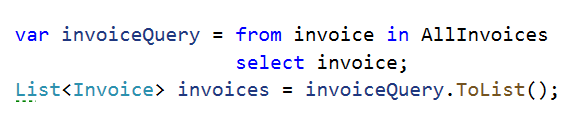 var invoiceQuery = from invoice in AllInvoices
select invoice;
List<Invoice> invoices = invoiceQuery.ToList();